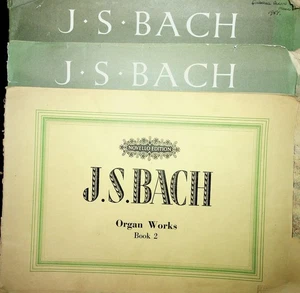 J·S·BACH
J·S·BACH
NOVELLO EDITION
J.S.BACH
Organ Works
Book 2